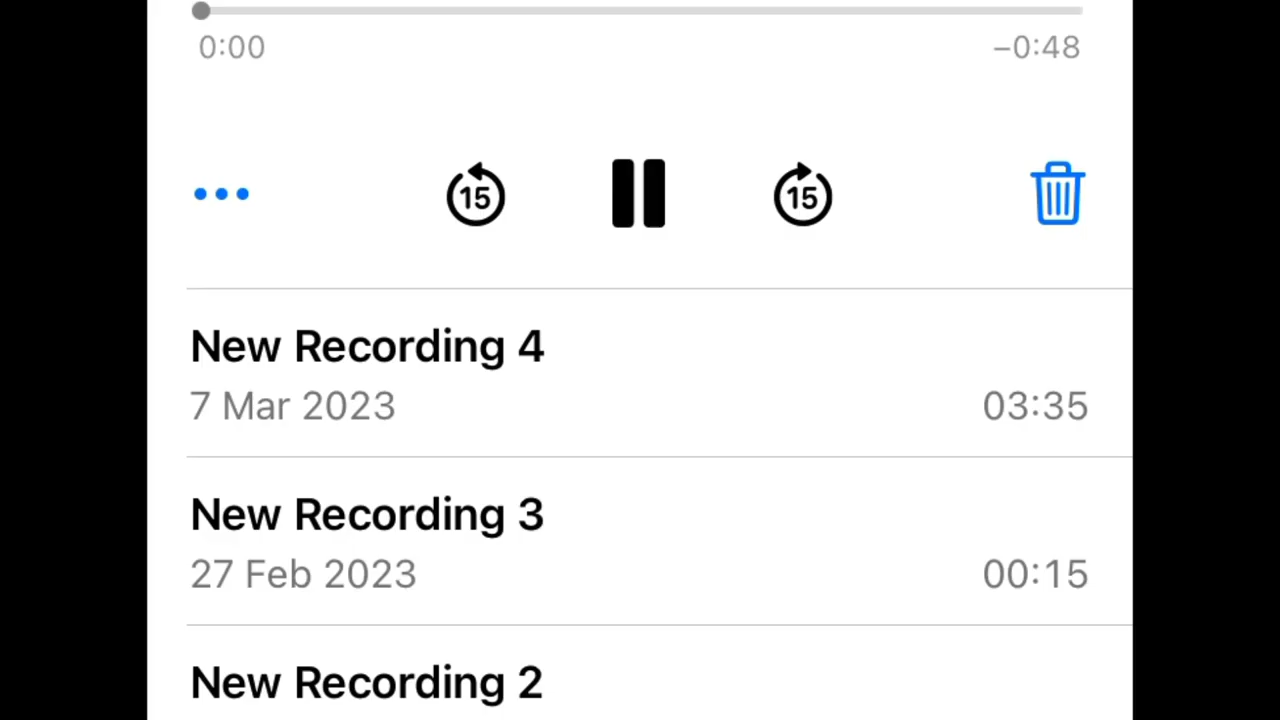 0:00 −0:48
15 15
New Recording 4
7 Mar 2023 03:35
New Recording 3
27 Feb 2023 00:15
New Recording 2